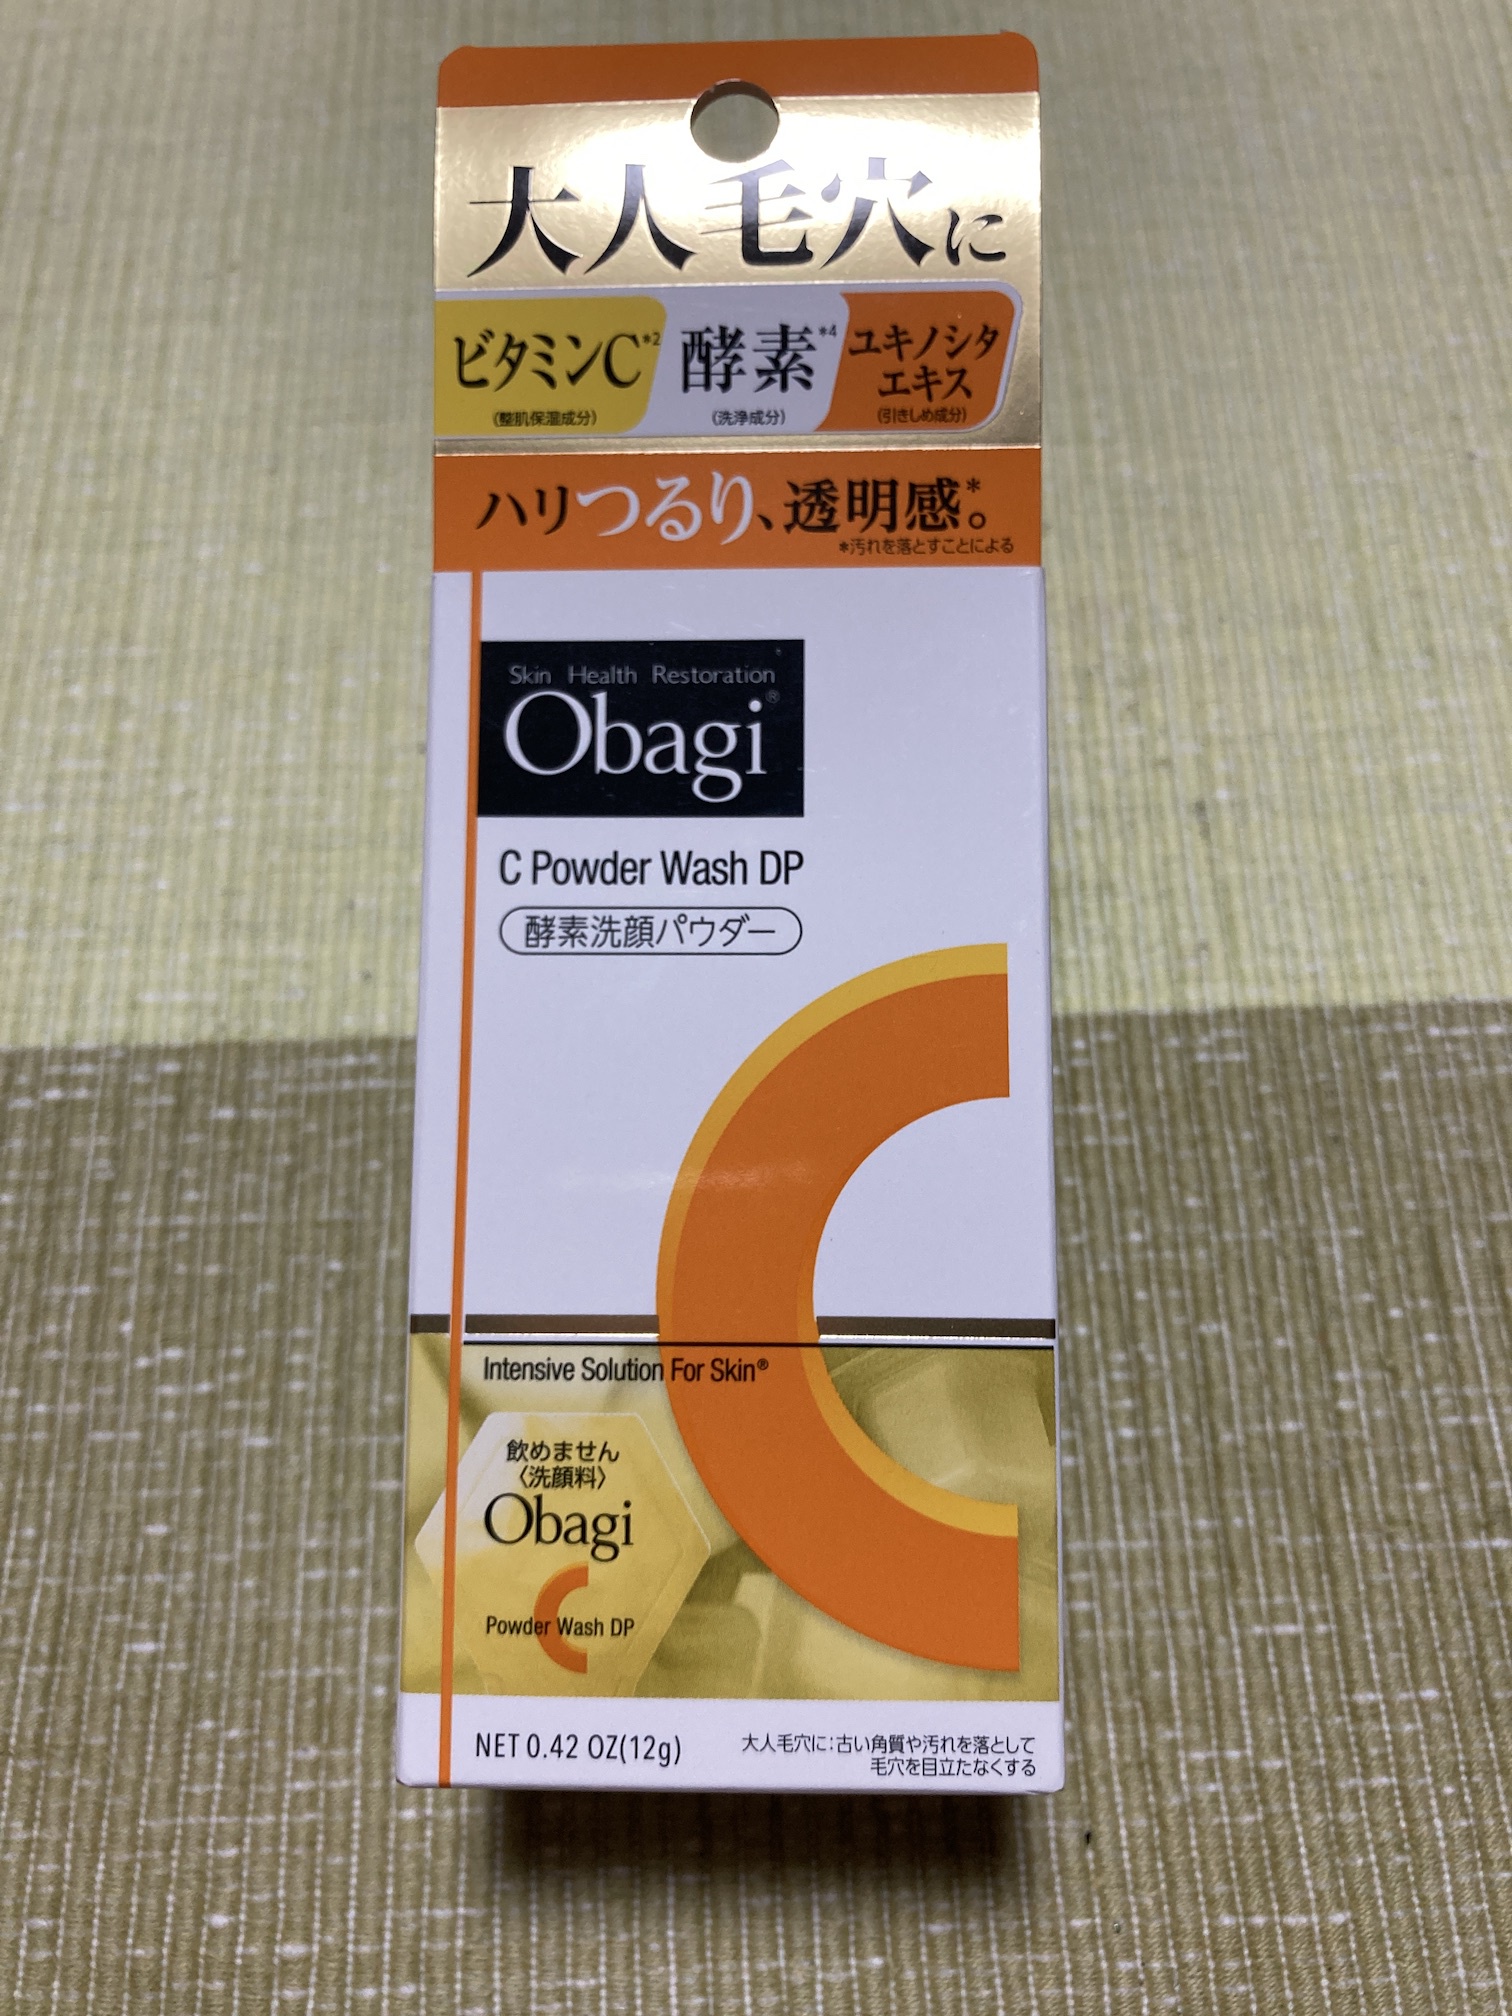 大人毛穴に
ビタミンC*2 酵素*4 ユキノシタ
エキス
(整肌保湿成分) (洗浄成分) (引きしめ成分)
ハリつるり、透明感*。
*汚れを落とすことによる
Skin Health Restoration
Obagi®
C Powder Wash DP
酵素洗顔パウダー
Intensive Solution For Skin®
飲めません
〈洗顔料〉
Obagi
C
Powder Wash DP
NET 0.42 OZ(12g)
大人毛穴に:古い角質や汚れを落として
毛穴を目立たなくする